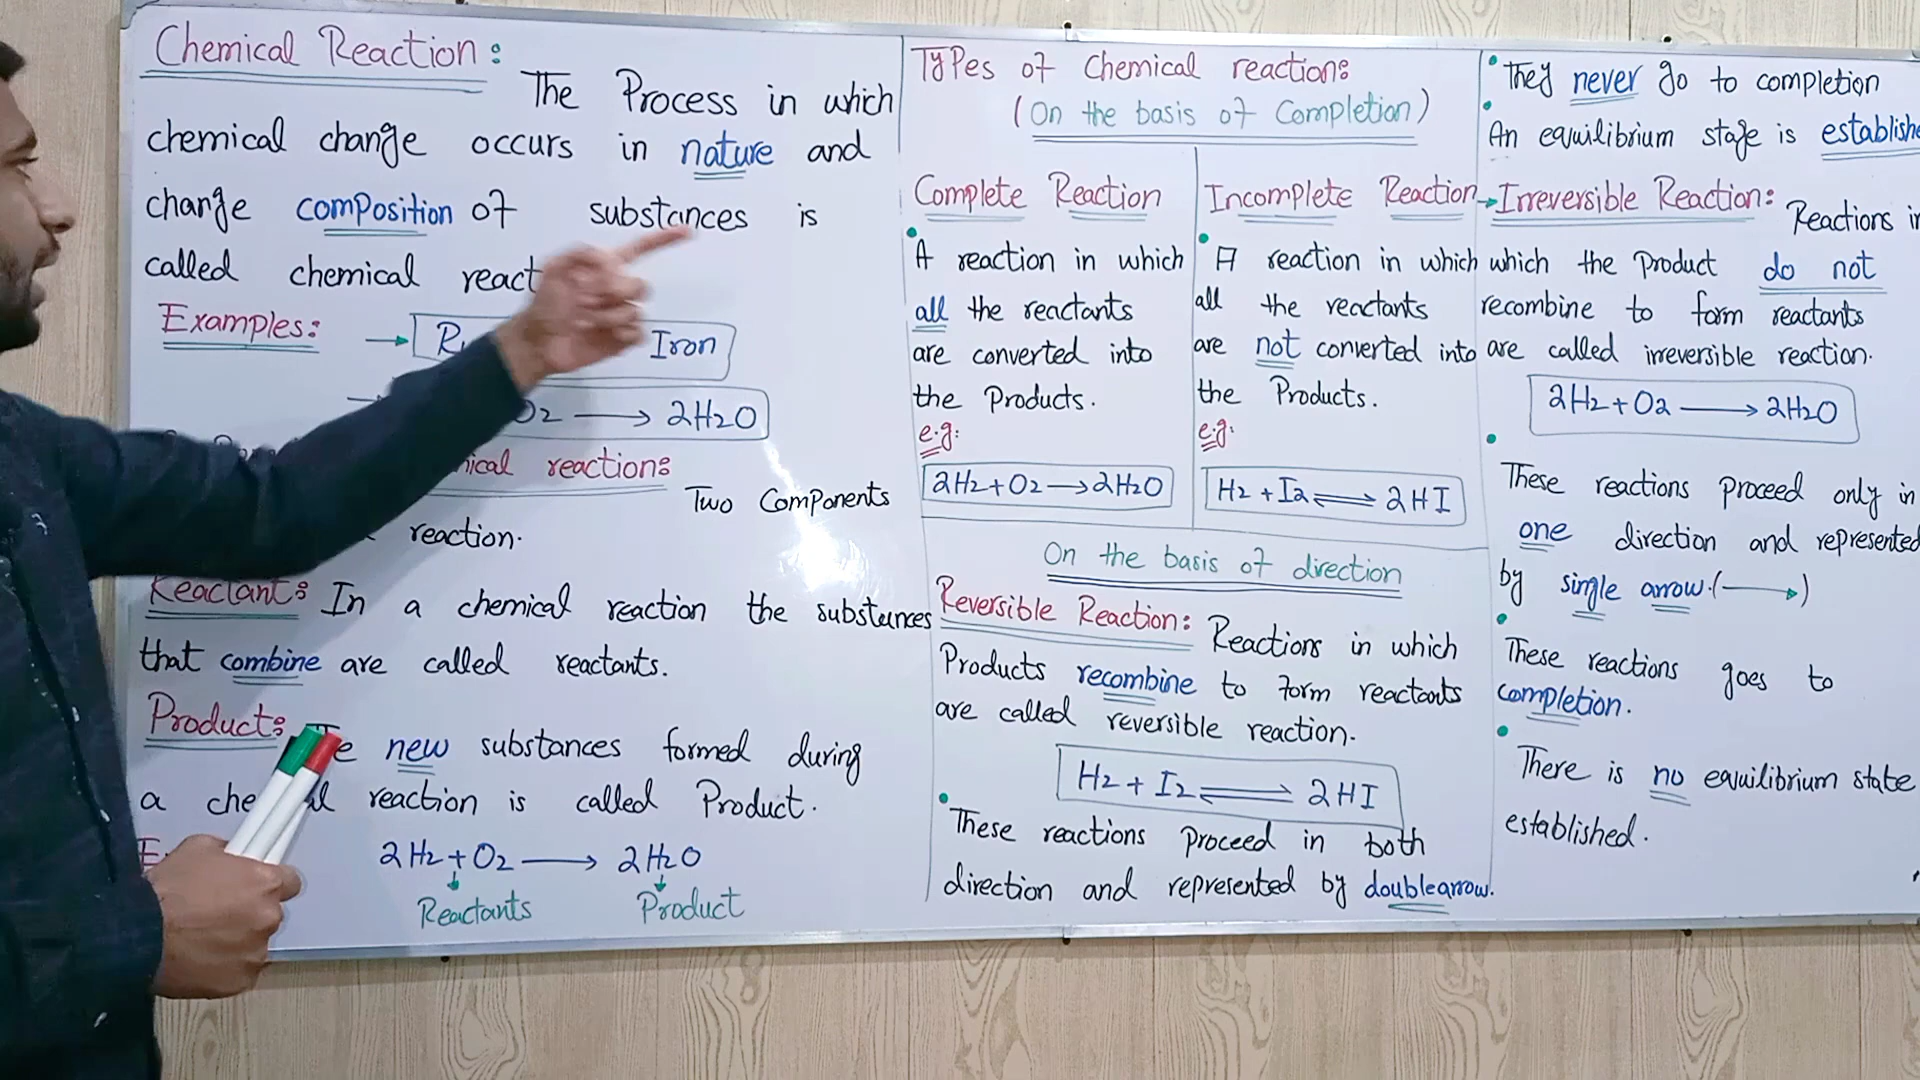 Chemical Reaction:
The Process in which
chemical change occurs in nature and
change composition of substances is
called chemical react
Examples:
→ Iron
O2 → 2H2O
reaction:
Two Components
reaction.
Reactant: In a chemical reaction the substances
that combine are called reactants.
Product: new substances formed during
a reaction is called Product.
2H2 + O2 → 2H2O
Reactants Product
Types of Chemical reaction:
(On the basis of Completion)
Complete Reaction
A reaction in which
all the reactants
are converted into
the Products.
e.g:
2H2 + O2 → 2H2O
Incomplete Reaction
A reaction in which
all the reactants
are not converted into
the Products.
e.g:
H2 + I2 ⇌ 2HI
On the basis of direction
Reversible Reaction: Reactions in which
Products recombine to form reactants
are called reversible reaction.
H2 + I2 ⇌ 2HI
These reactions proceed in both
direction and represented by doublearrow.
They never go to completion
An equilibrium stage is establishe
→ Irreversible Reaction: Reactions in
which the Product do not
recombine to form reactants
are called irreversible reaction.
2H2 + O2 → 2H2O
These reactions proceed only in
one direction and represented
by single arrow.(→)
These reactions goes to
completion.
There is no equilibrium state
established.